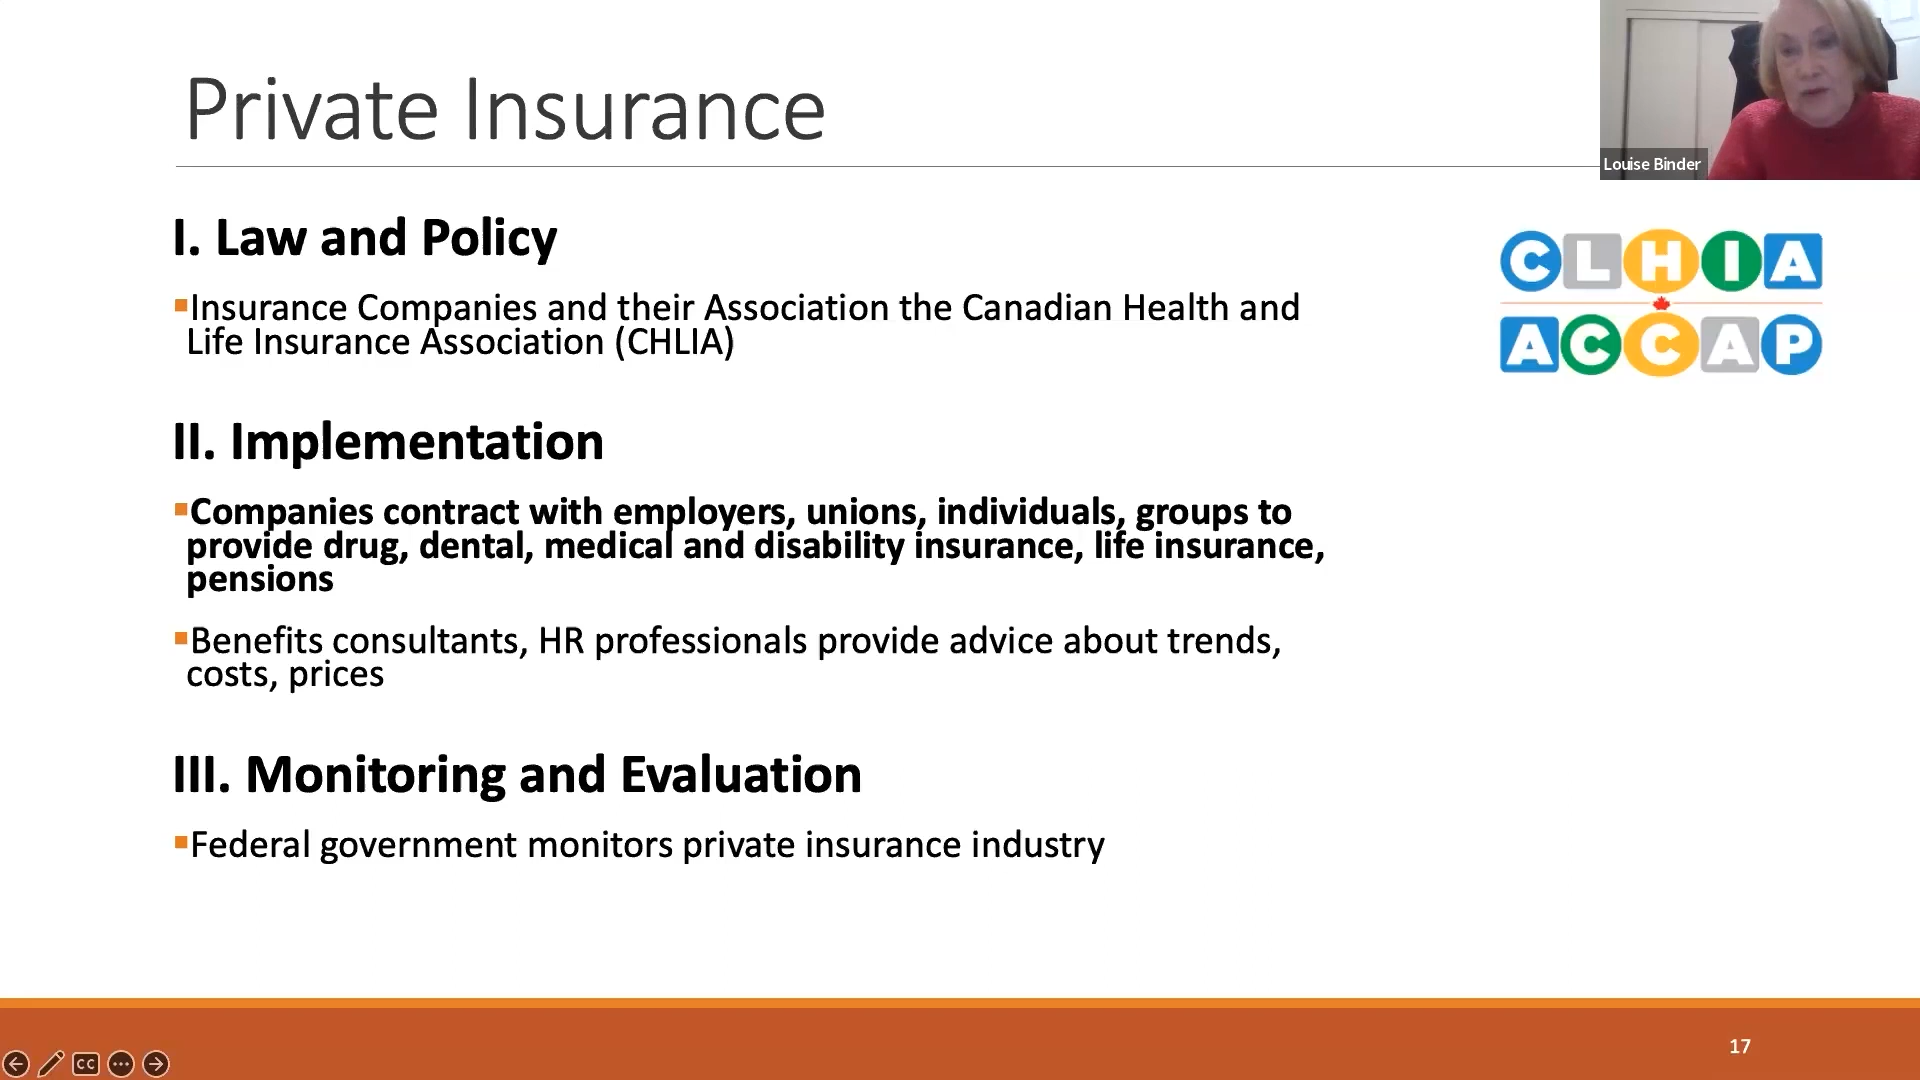 Private Insurance
Louise Binder
I. Law and Policy
▪Insurance Companies and their Association the Canadian Health and
Life Insurance Association (CHLIA)
CLHIA
ACCAP
II. Implementation
▪Companies contract with employers, unions, individuals, groups to
provide drug, dental, medical and disability insurance, life insurance,
pensions
▪Benefits consultants, HR professionals provide advice about trends,
costs, prices
III. Monitoring and Evaluation
▪Federal government monitors private insurance industry
17
CC